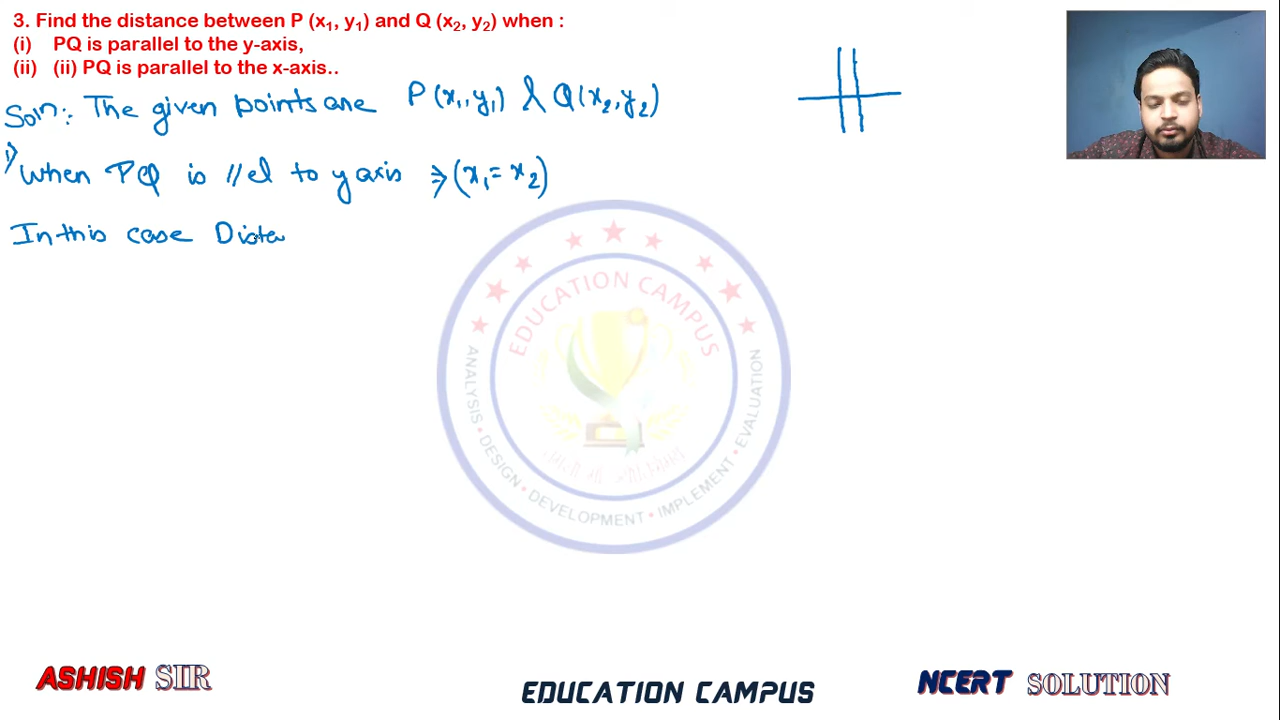 3. Find the distance between P (x₁, y₁) and Q (x₂, y₂) when :
(i) PQ is parallel to the y-axis,
(ii) (ii) PQ is parallel to the x-axis..
Soln: The given points are P(x₁, y₁) & Q(x₂, y₂)
i) When PQ is //el to y axis ⇒ (x₁ = x₂)
In this case Dista
EDUCATION CAMPUS
ANALYSIS • DESIGN • DEVELOPMENT • IMPLEMENT • EVALUATION
ASHISH SIR
EDUCATION CAMPUS
NCERT SOLUTION